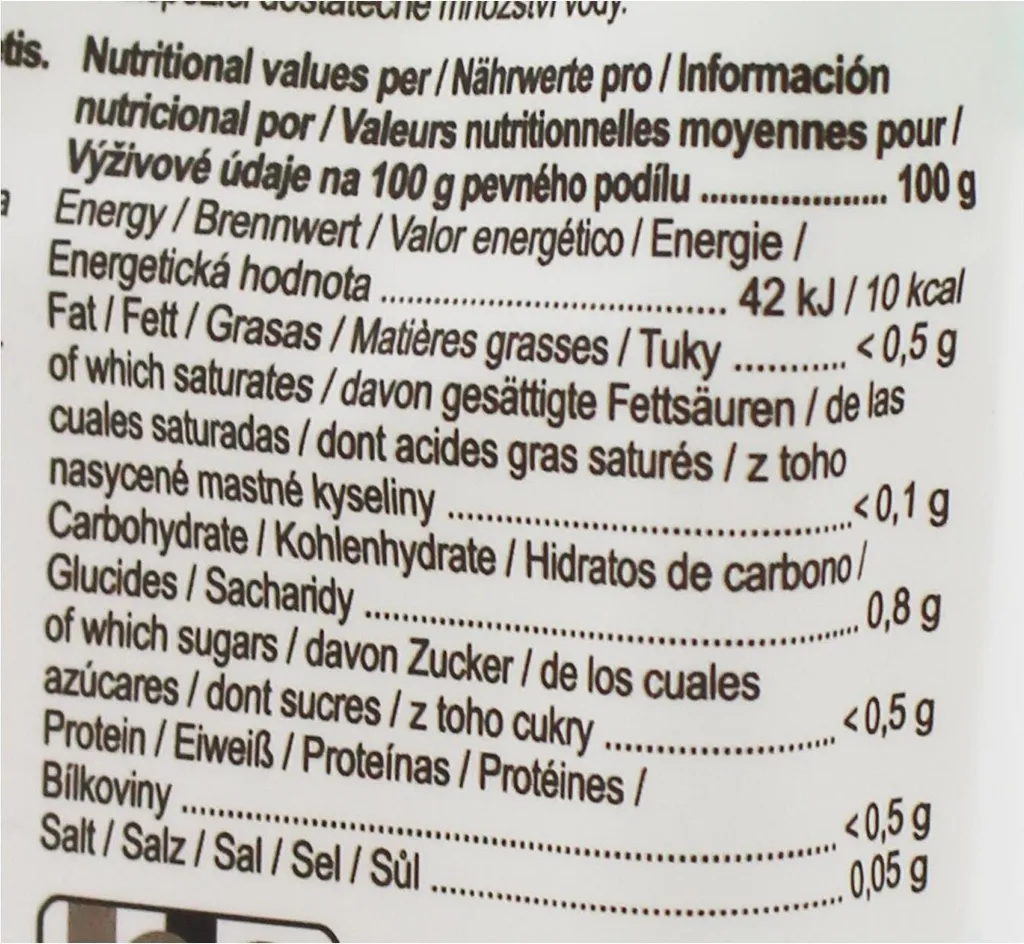 dostatečné množství vody.
tis. Nutritional values per / Nährwerte pro / Información
nutricional por / Valeurs nutritionnelles moyennes pour /
Výživové údaje na 100 g pevného podílu .................. 100 g
Energy / Brennwert / Valor energético / Energie /
Energetická hodnota .................................. 42 kJ / 10 kcal
Fat / Fett / Grasas / Matières grasses / Tuky ........... < 0,5 g
of which saturates / davon gesättigte Fettsäuren / de las
cuales saturadas / dont acides gras saturés / z toho
nasycené mastné kyseliny ........................................ < 0,1 g
Carbohydrate / Kohlenhydrate / Hidratos de carbono /
Glucides / Sacharidy ................................................. 0,8 g
of which sugars / davon Zucker / de los cuales
azúcares / dont sucres / z toho cukry ....................... < 0,5 g
Protein / Eiweiß / Proteínas / Protéines /
Bílkoviny .................................................................. < 0,5 g
Salt / Salz / Sal / Sel / Sůl ......................................... 0,05 g